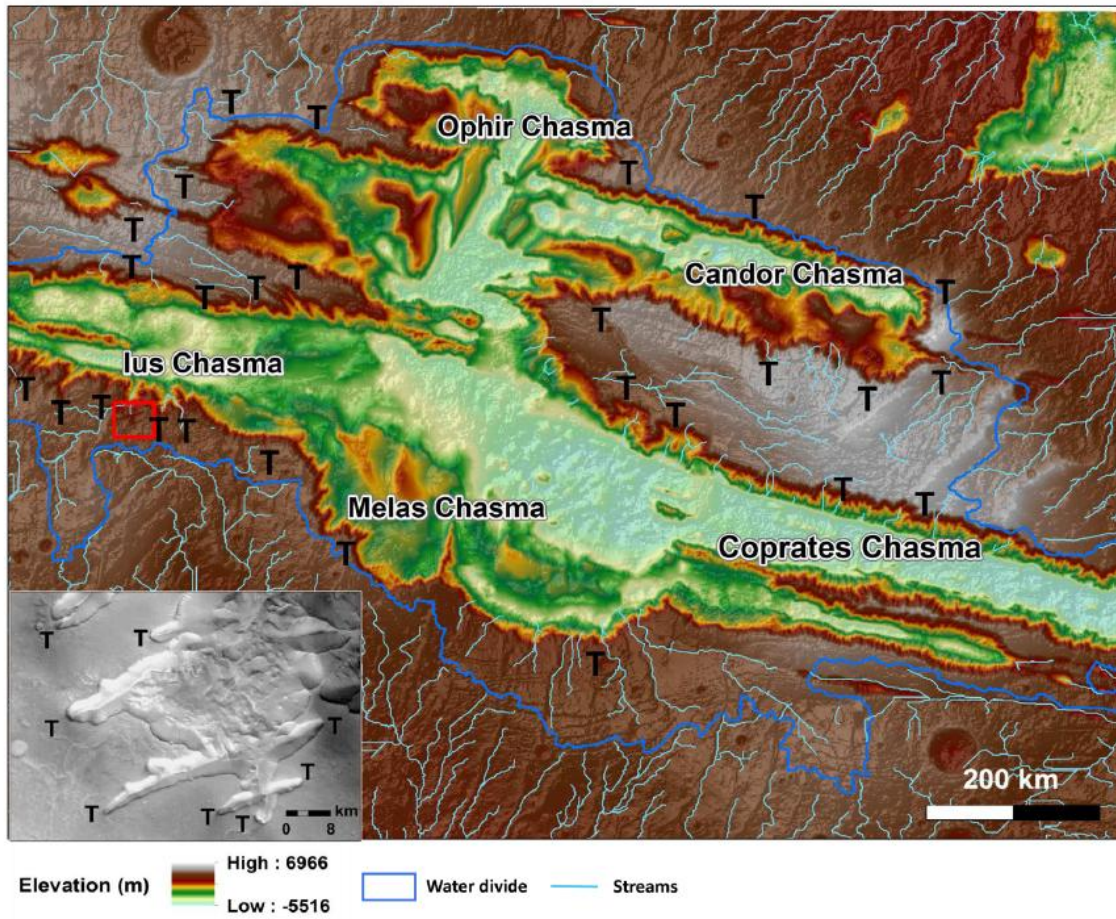 T
T
Ophir Chasma
T
T
T
T
T
Candor Chasma
T
T
T
T
T
Ius Chasma
T
T
T
T
T
T
T
T
T
T
T
T
Melas Chasma
T
T
Coprates Chasma
T
T
T
T
T
T
T
T
T
T
km
0 8
200 km
Elevation (m)
High : 6966
Low : -5516
Water divide
Streams